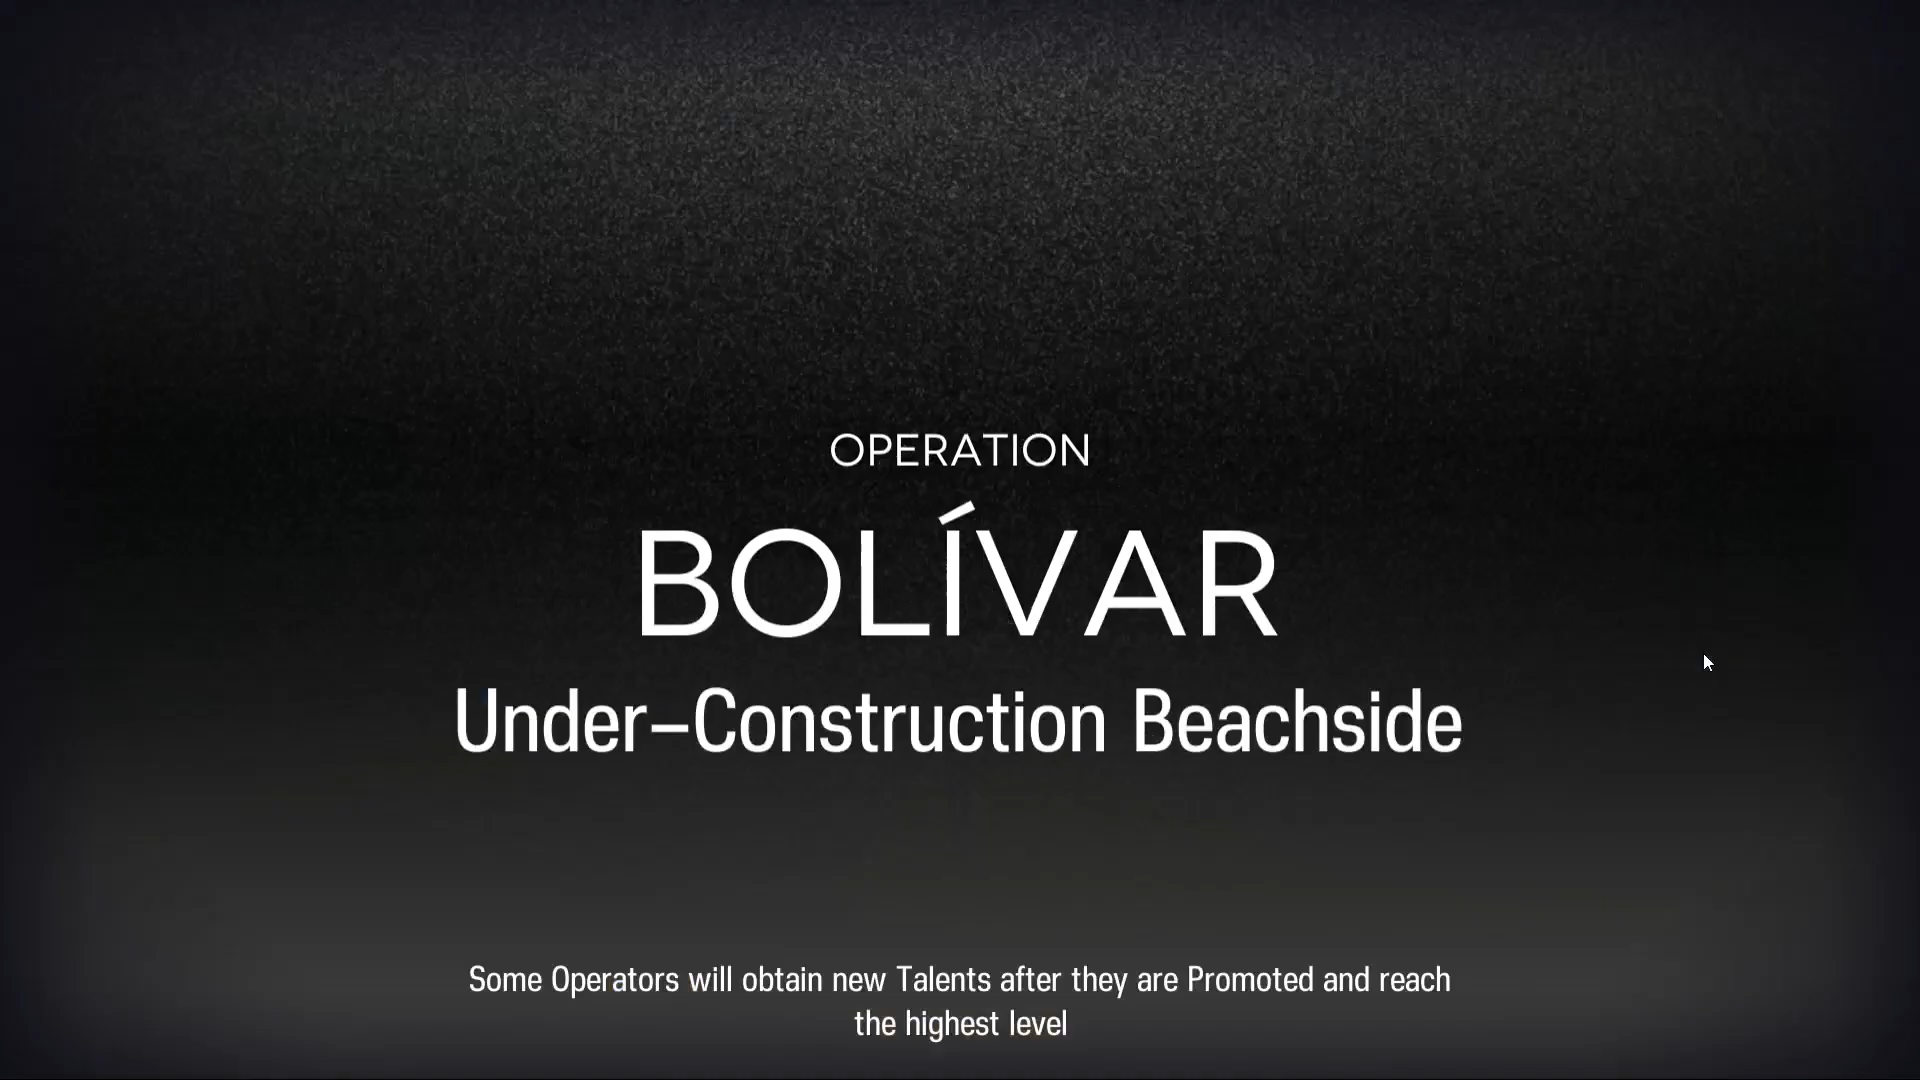 OPERATION
BOLÍVAR
Under-Construction Beachside
Some Operators will obtain new Talents after they are Promoted and reach
the highest level